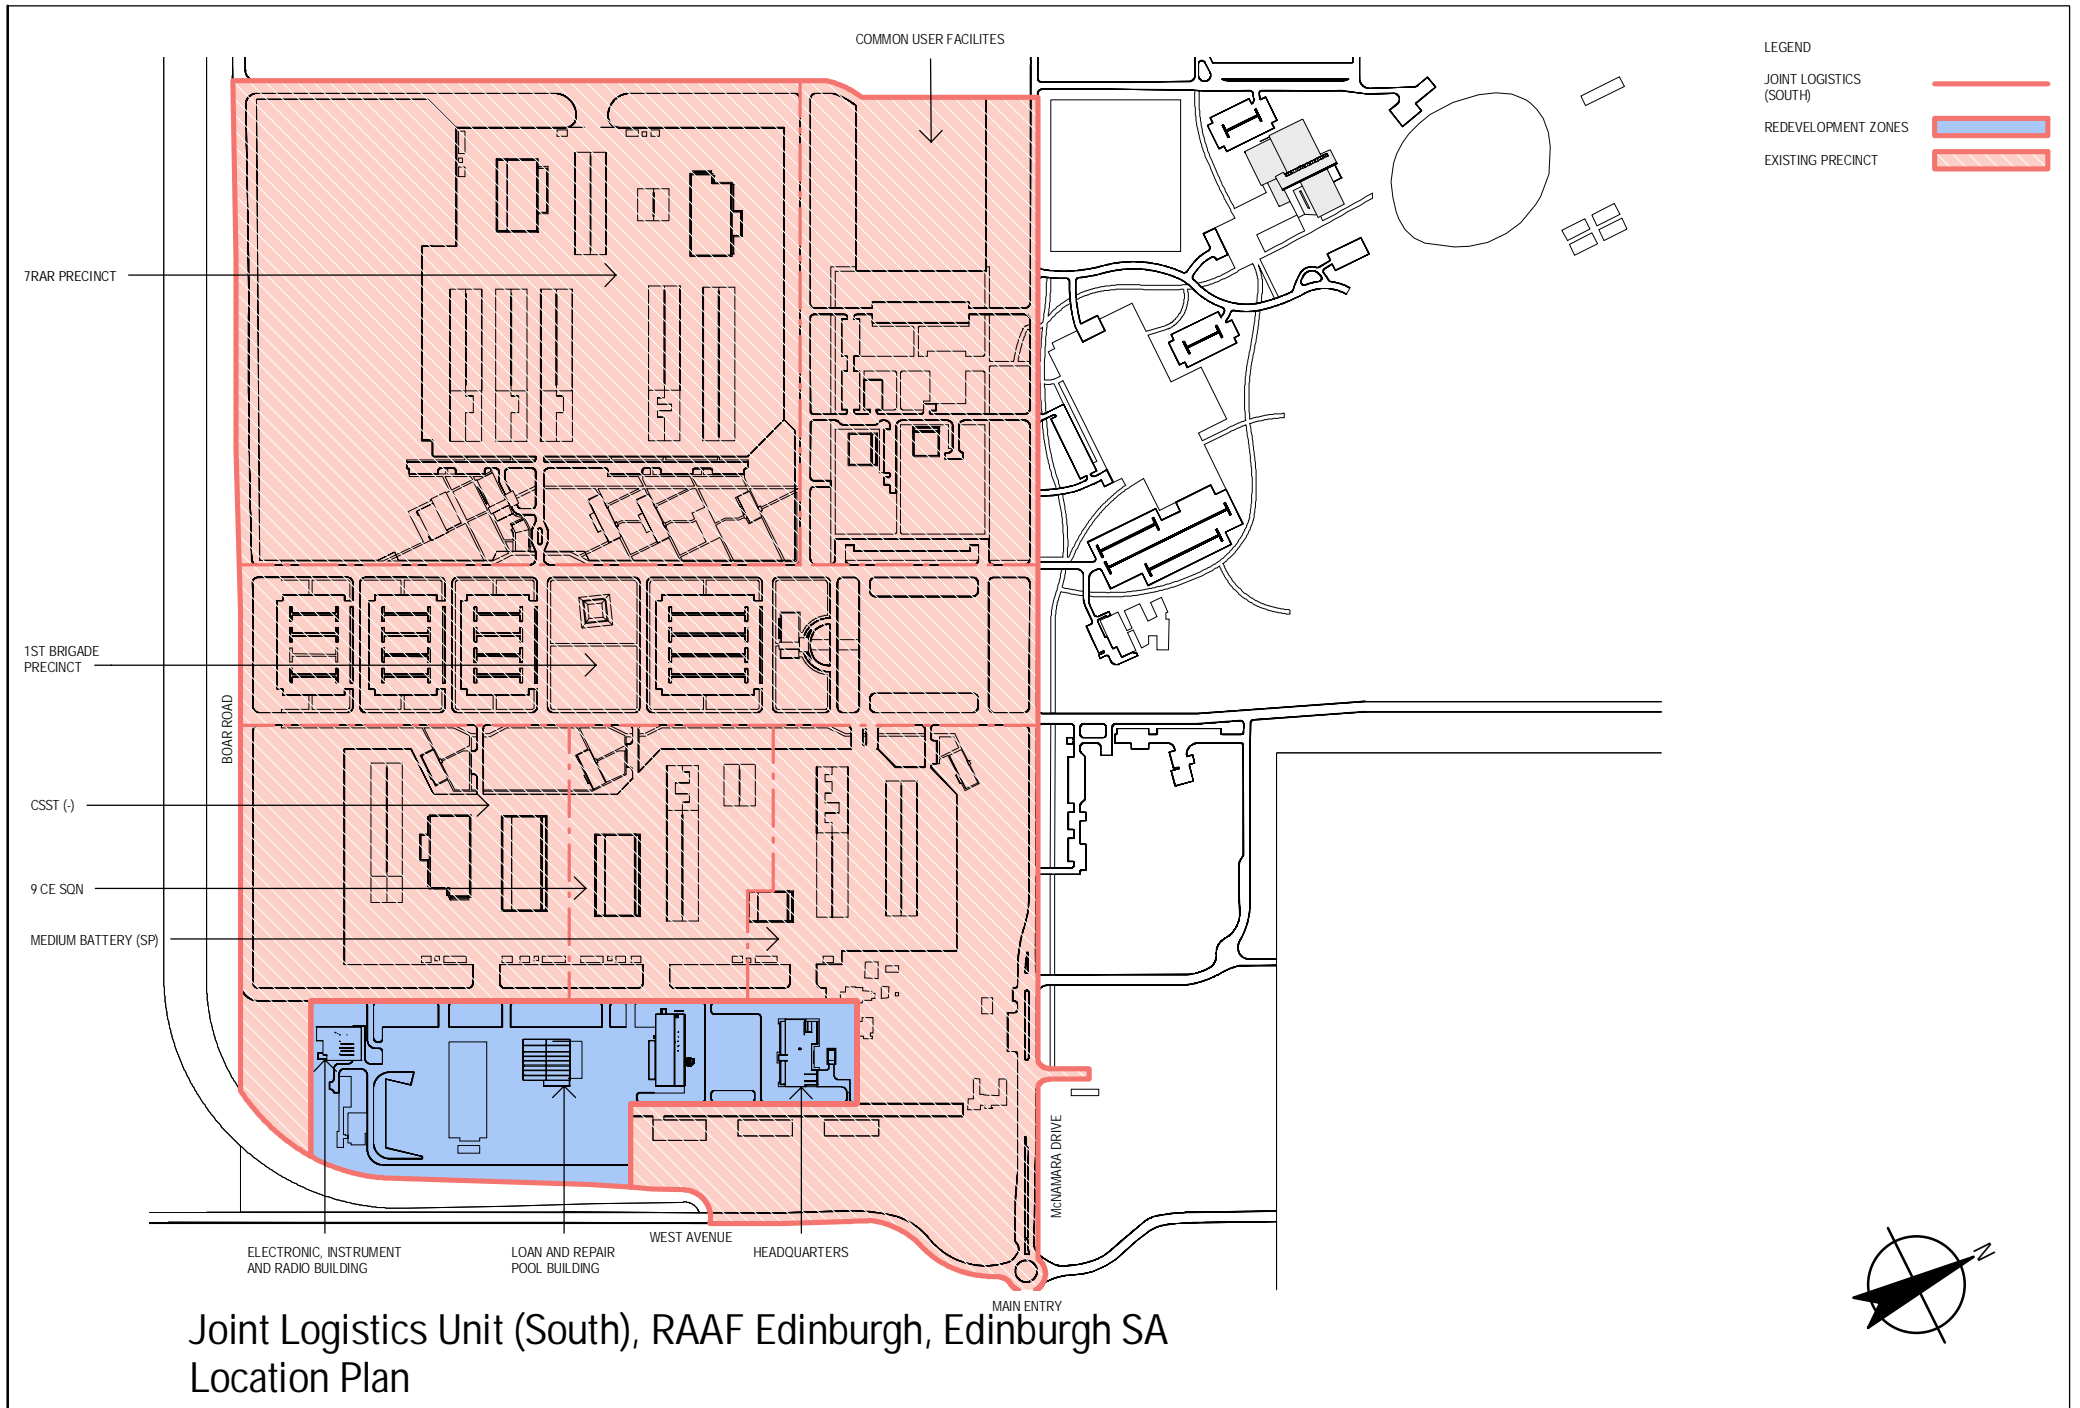 COMMON USER FACILITES
LEGEND
JOINT LOGISTICS
(SOUTH)
REDEVELOPMENT ZONES
EXISTING PRECINCT
7RAR PRECINCT
1ST BRIGADE
PRECINCT
BOAR ROAD
CSST (-)
9 CE SQN
MEDIUM BATTERY (SP)
McNAMARA DRIVE
WEST AVENUE
ELECTRONIC, INSTRUMENT
AND RADIO BUILDING
LOAN AND REPAIR
POOL BUILDING
HEADQUARTERS
MAIN ENTRY
N
Joint Logistics Unit (South), RAAF Edinburgh, Edinburgh SA
Location Plan